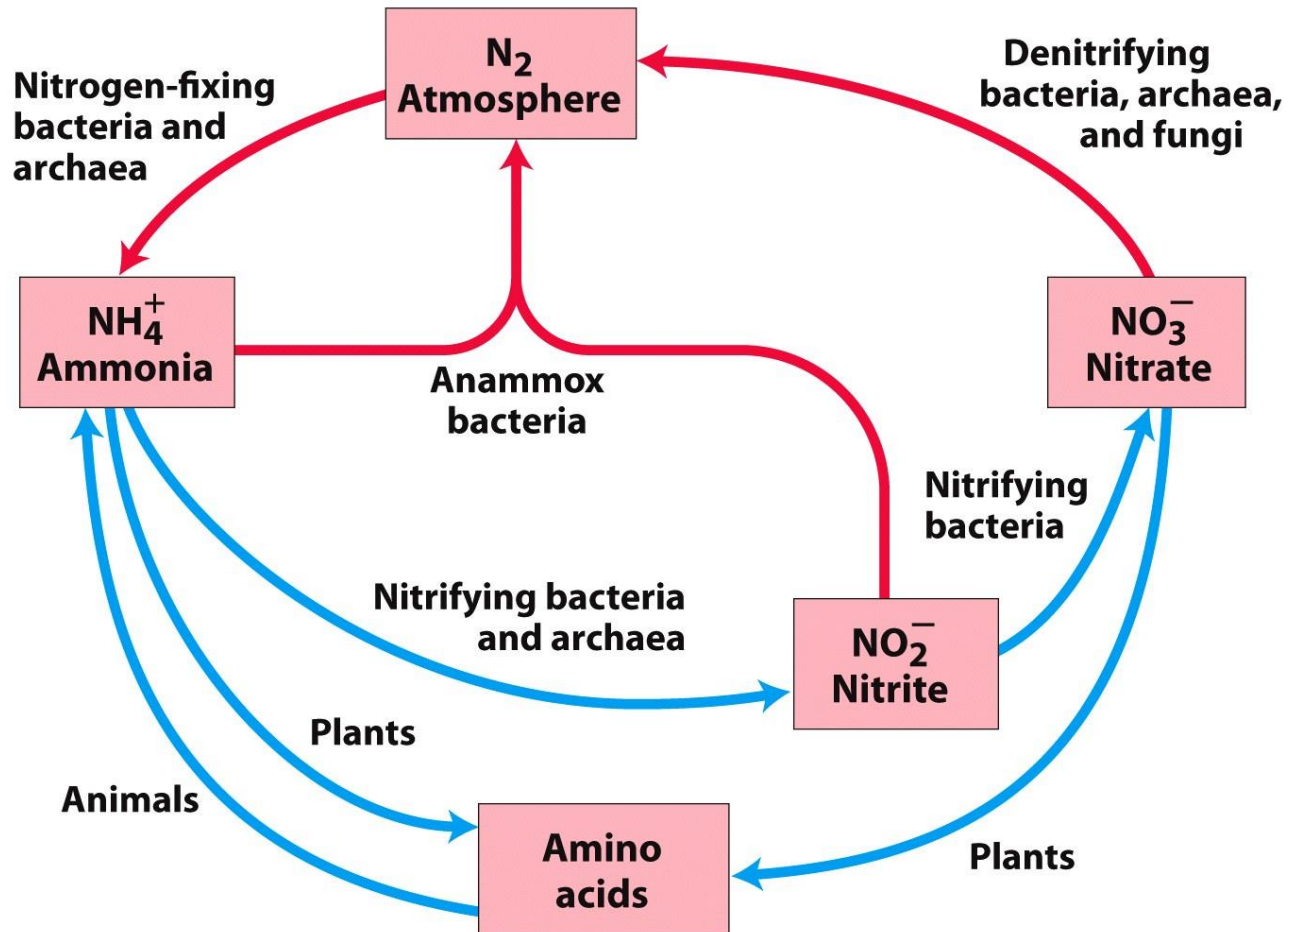 N₂
Atmosphere
Nitrogen-fixing
bacteria and
archaea
Denitrifying
bacteria, archaea,
and fungi
NH₄⁺
Ammonia
NO₃⁻
Nitrate
Anammox
bacteria
Nitrifying
bacteria
Nitrifying bacteria
and archaea
NO₂⁻
Nitrite
Plants
Animals
Amino
acids
Plants